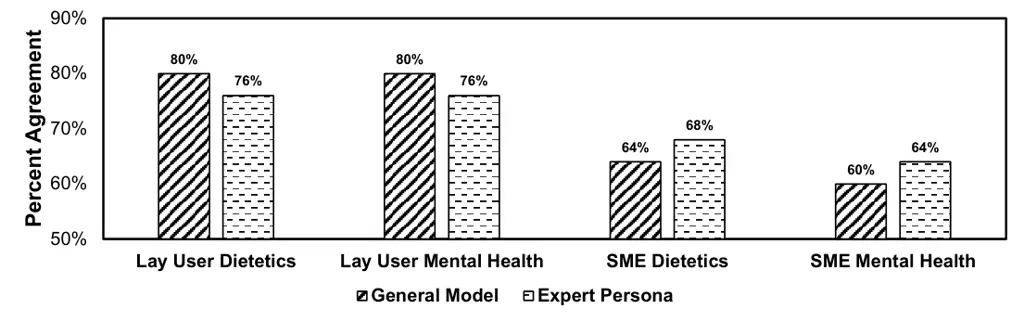 90%
80%
70%
60%
50%
Percent Agreement
80%
76%
80%
76%
64%
68%
60%
64%
Lay User Dietetics
Lay User Mental Health
SME Dietetics
SME Mental Health
General Model
Expert Persona